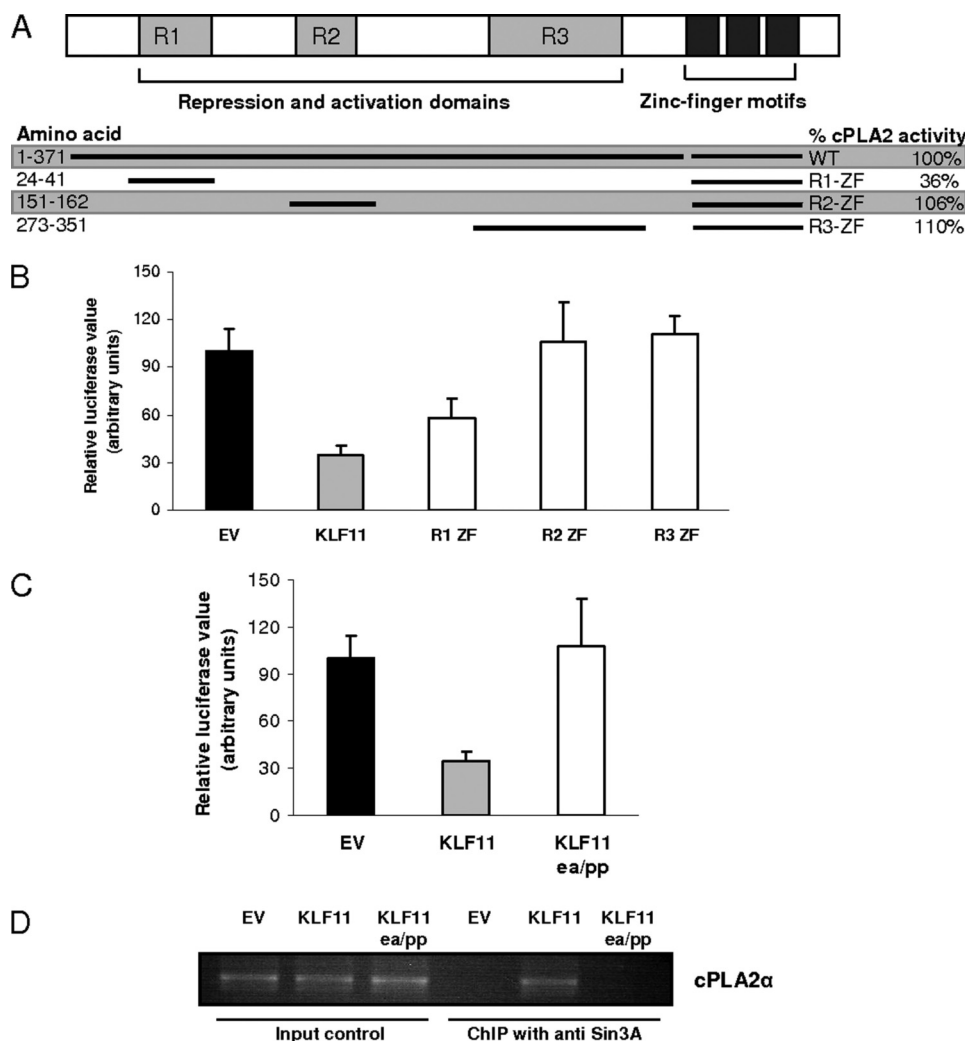 A
R1 R2 R3
Repression and activation domains Zinc-finger motifs
Amino acid % cPLA2 activity
1-371 WT 100%
24-41 R1-ZF 36%
151-162 R2-ZF 106%
273-351 R3-ZF 110%
B
Relative luciferase value
(arbitrary units)
150
120
90
60
30
0
EV KLF11 R1 ZF R2 ZF R3 ZF
C
Relative luciferase value
(arbitrary units)
150
120
90
60
30
0
EV KLF11 KLF11
ea/pp
D
EV KLF11 KLF11 EV KLF11 KLF11
ea/pp ea/pp
cPLA2α
Input control ChIP with anti Sin3A